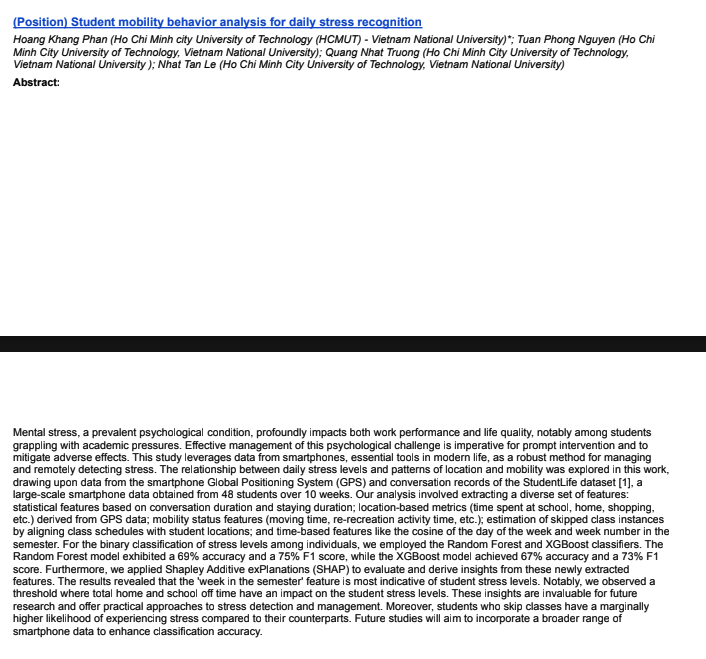 (Position) Student mobility behavior analysis for daily stress recognition
Hoang Khang Phan (Ho Chi Minh city University of Technology (HCMUT) - Vietnam National University)*; Tuan Phong Nguyen (Ho Chi
Minh City University of Technology, Vietnam National University); Quang Nhat Truong (Ho Chi Minh City University of Technology,
Vietnam National University ); Nhat Tan Le (Ho Chi Minh City University of Technology, Vietnam National University)
Abstract:
Mental stress, a prevalent psychological condition, profoundly impacts both work performance and life quality, notably among students
grappling with academic pressures. Effective management of this psychological challenge is imperative for prompt intervention and to
mitigate adverse effects. This study leverages data from smartphones, essential tools in modern life, as a robust method for managing
and remotely detecting stress. The relationship between daily stress levels and patterns of location and mobility was explored in this work,
drawing upon data from the smartphone Global Positioning System (GPS) and conversation records of the StudentLife dataset [1], a
large-scale smartphone data obtained from 48 students over 10 weeks. Our analysis involved extracting a diverse set of features:
statistical features based on conversation duration and staying duration; location-based metrics (time spent at school, home, shopping,
etc.) derived from GPS data; mobility status features (moving time, re-recreation activity time, etc.); estimation of skipped class instances
by aligning class schedules with student locations; and time-based features like the cosine of the day of the week and week number in the
semester. For the binary classification of stress levels among individuals, we employed the Random Forest and XGBoost classifiers. The
Random Forest model exhibited a 69% accuracy and a 75% F1 score, while the XGBoost model achieved 67% accuracy and a 73% F1
score. Furthermore, we applied Shapley Additive exPlanations (SHAP) to evaluate and derive insights from these newly extracted
features. The results revealed that the 'week in the semester' feature is most indicative of student stress levels. Notably, we observed a
threshold where total home and school off time have an impact on the student stress levels. These insights are invaluable for future
research and offer practical approaches to stress detection and management. Moreover, students who skip classes have a marginally
higher likelihood of experiencing stress compared to their counterparts. Future studies will aim to incorporate a broader range of
smartphone data to enhance classification accuracy.